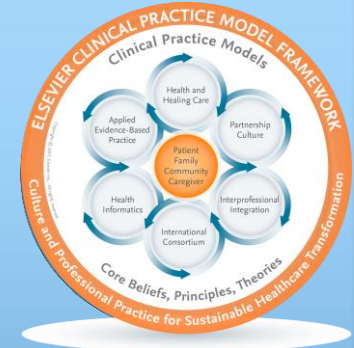 ELSEVIER CLINICAL PRACTICE MODEL FRAMEWORK
Clinical Practice Models
Health and
Healing Care
Partnership
Culture
Interprofessional
Integration
International
Consortium
Health
Informatics
Applied
Evidence-Based
Practice
Patient
Family
Community
Caregiver
Core Beliefs, Principles, Theories
Culture and Professional Practice for Sustainable Healthcare Transformation